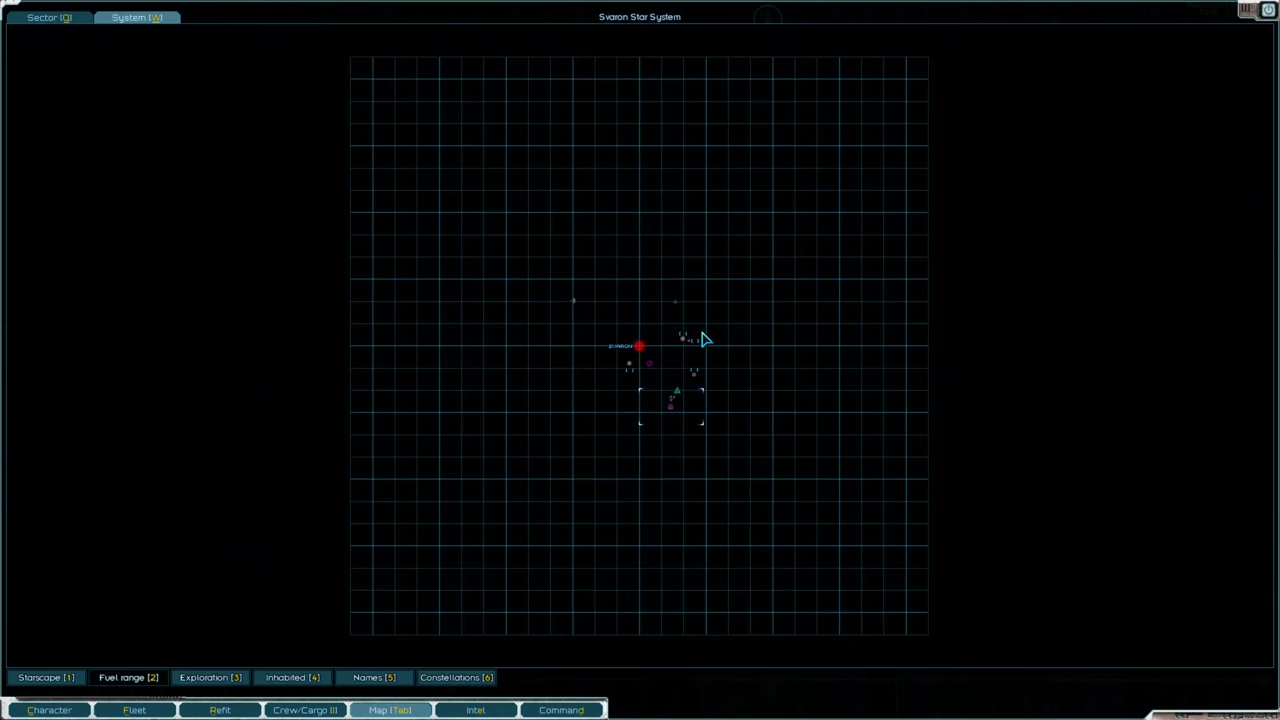 Sector [Q]
System [W]
Svaron Star System
SVARON
Starscape [1]
Fuel range [2]
Exploration [3]
Inhabited [4]
Names [5]
Constellations [6]
Character
Fleet
Refit
Crew/Cargo [I]
Map [Tab]
Intel
Command